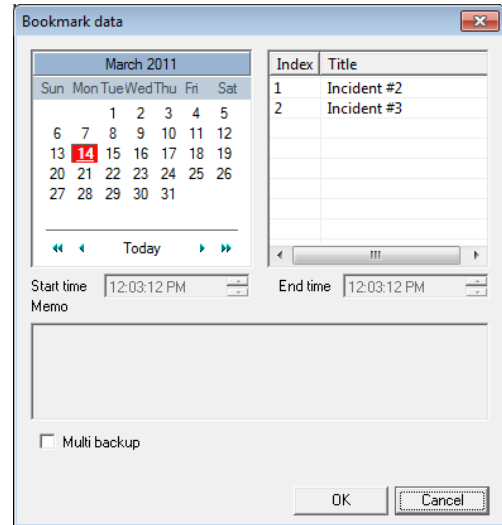 Bookmark data
March 2011
Sun Mon Tue Wed Thu Fri Sat
1 2 3 4 5
6 7 8 9 10 11 12
13 14 15 16 17 18 19
20 21 22 23 24 25 26
27 28 29 30 31
Today
Index Title
1 Incident #2
2 Incident #3
Start time 12:03:12 PM
End time 12:03:12 PM
Memo
Multi backup
OK Cancel